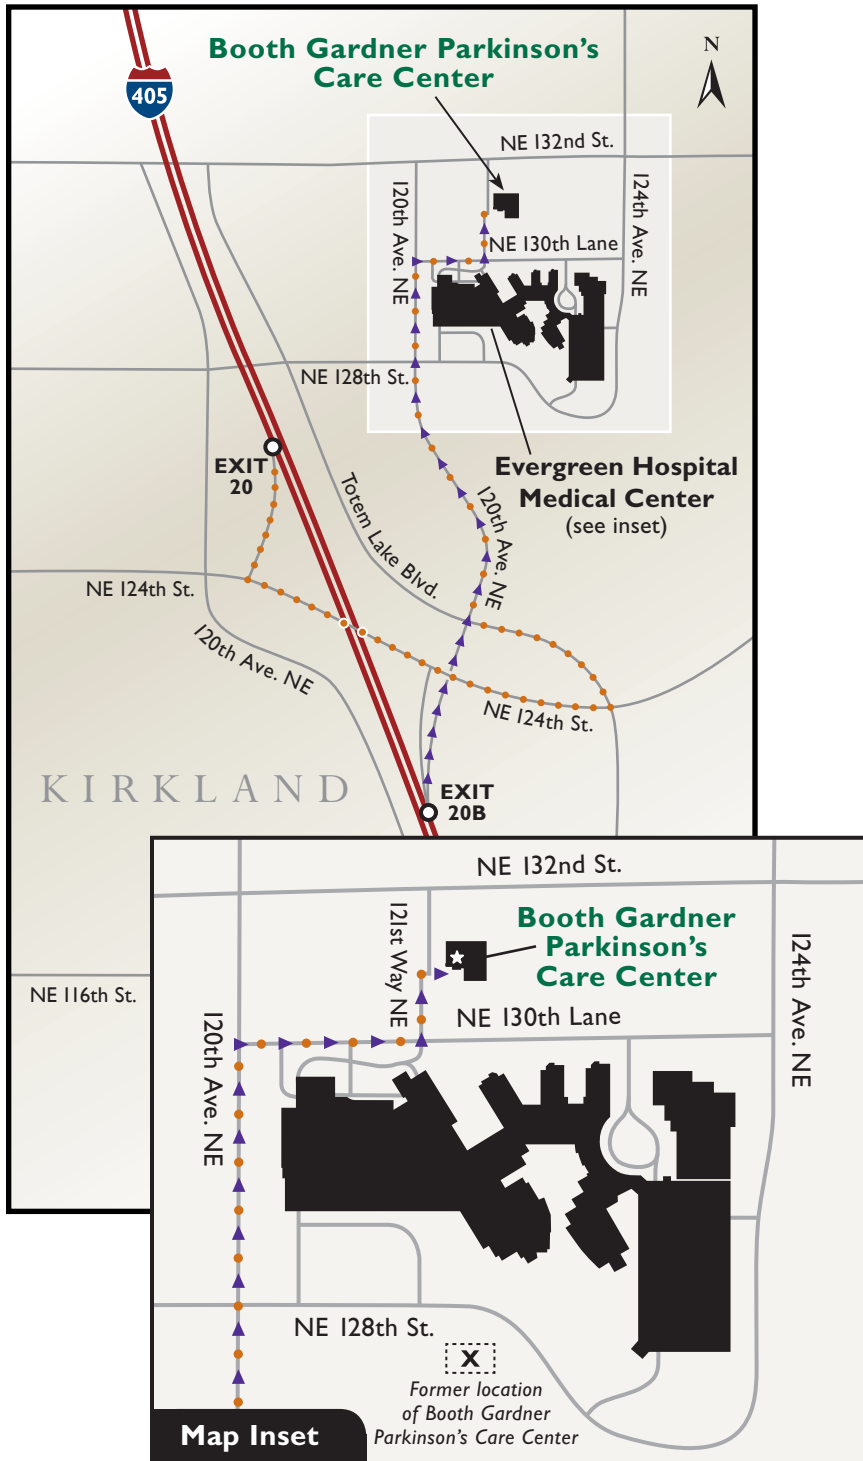 Booth Gardner Parkinson's
Care Center
N
405
NE 132nd St.
120th Ave. NE
124th Ave. NE
NE 130th Lane
NE 128th St.
EXIT
20
Evergreen Hospital
Medical Center
(see inset)
Totem Lake Blvd.
120th Ave. NE
NE 124th St.
120th Ave. NE
NE 124th St.
KIRKLAND
EXIT
20B
NE 116th St.
NE 132nd St.
121st Way NE
Booth Gardner
Parkinson's
Care Center
124th Ave. NE
NE 130th Lane
120th Ave. NE
NE 128th St.
X
Former location
of Booth Gardner
Parkinson's Care Center
Map Inset